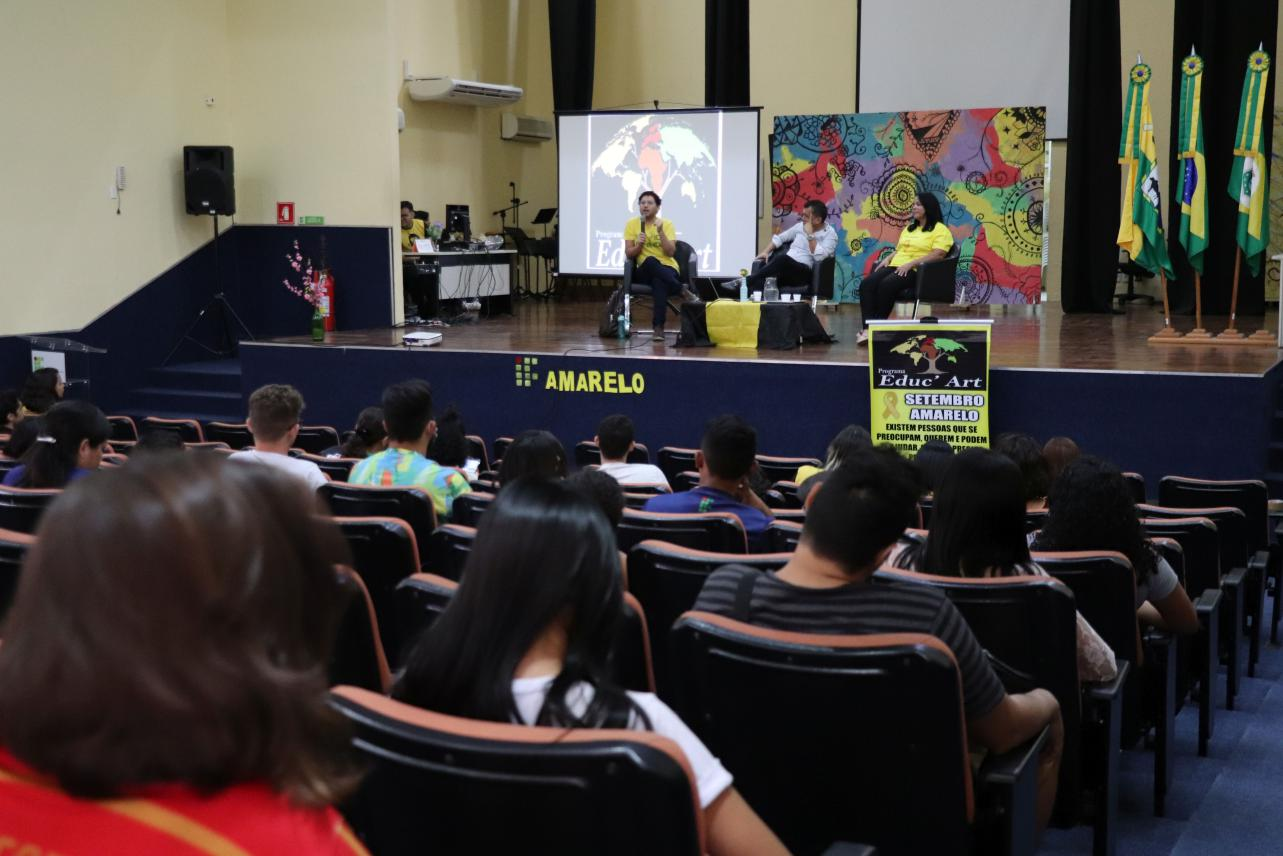 Programa
Educ' Art
AMARELO
Programa
Educ' Art
SETEMBRO
AMARELO
EXISTEM PESSOAS QUE SE
PREOCUPAM, QUEREM E PODEM